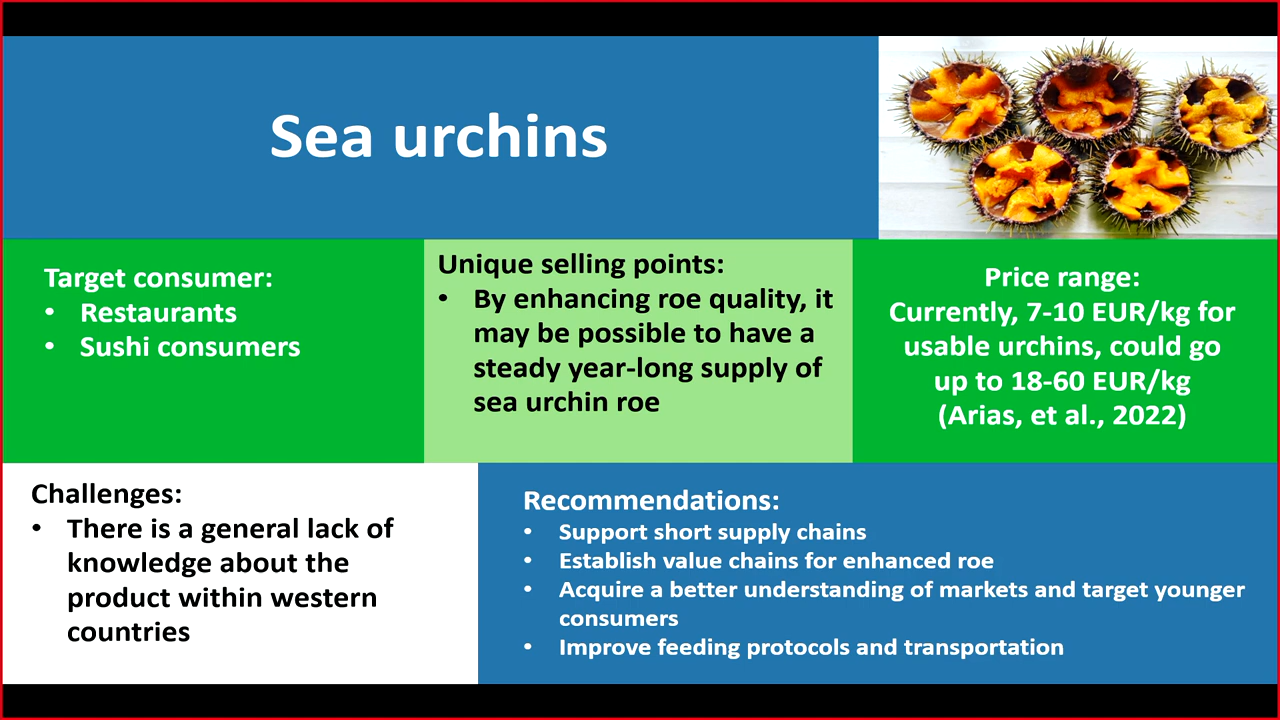 Sea urchins
Target consumer:
• Restaurants
• Sushi consumers
Unique selling points:
• By enhancing roe quality, it
may be possible to have a
steady year-long supply of
sea urchin roe
Price range:
Currently, 7-10 EUR/kg for
usable urchins, could go
up to 18-60 EUR/kg
(Arias, et al., 2022)
Challenges:
• There is a general lack of
knowledge about the
product within western
countries
Recommendations:
• Support short supply chains
• Establish value chains for enhanced roe
• Acquire a better understanding of markets and target younger
consumers
• Improve feeding protocols and transportation